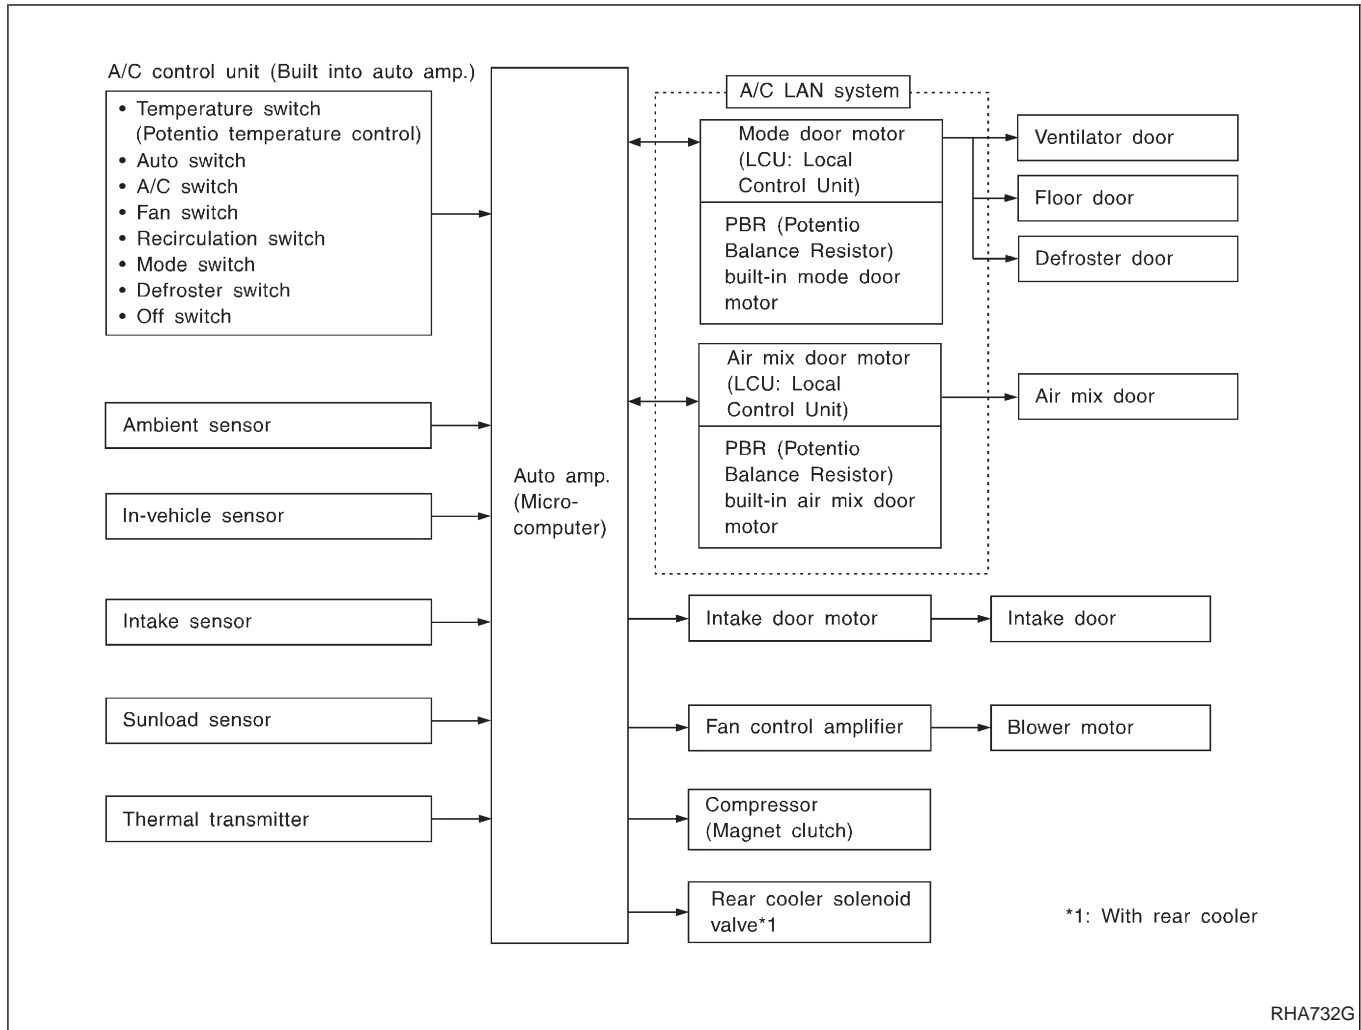 A/C control unit (Built into auto amp.)
• Temperature switch
(Potentio temperature control)
• Auto switch
• A/C switch
• Fan switch
• Recirculation switch
• Mode switch
• Defroster switch
• Off switch
Ambient sensor
In-vehicle sensor
Intake sensor
Sunload sensor
Thermal transmitter
Auto amp.
(Micro-
computer)
A/C LAN system
Mode door motor
(LCU: Local
Control Unit)
PBR (Potentio
Balance Resistor)
built-in mode door
motor
Air mix door motor
(LCU: Local
Control Unit)
PBR (Potentio
Balance Resistor)
built-in air mix door
motor
Intake door motor
Fan control amplifier
Compressor
(Magnet clutch)
Rear cooler solenoid
valve*1
Ventilator door
Floor door
Defroster door
Air mix door
Intake door
Blower motor
*1: With rear cooler
RHA732G